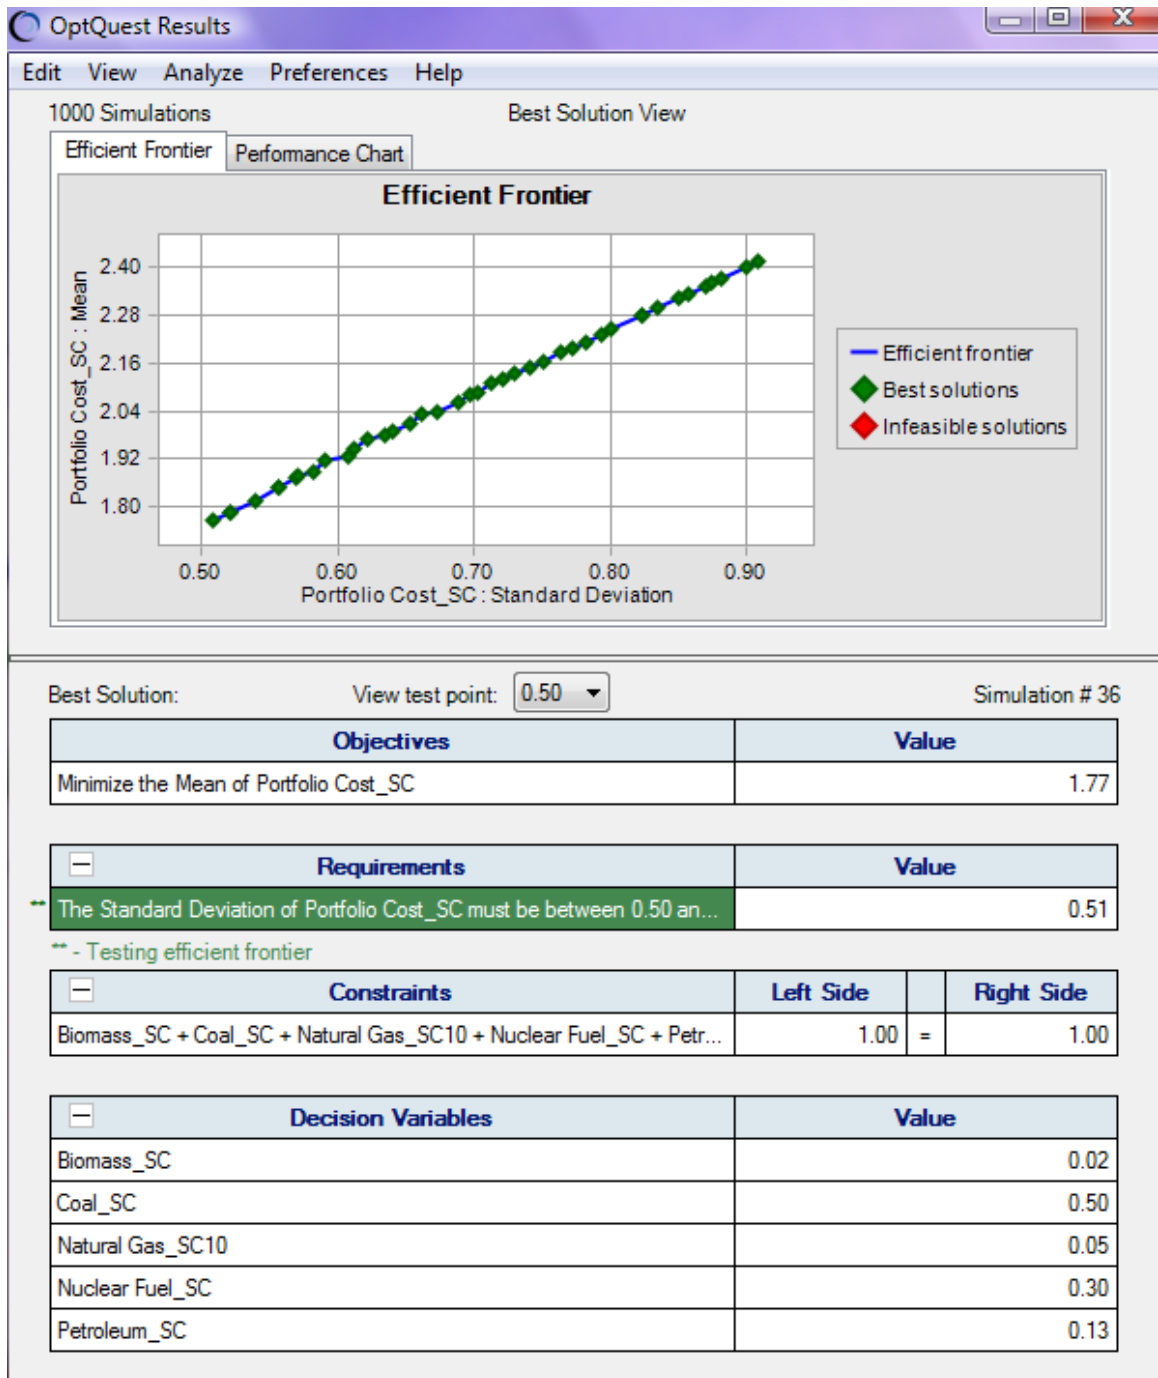 OptQuest Results
Edit View Analyze Preferences Help
1000 Simulations Best Solution View
Efficient Frontier Performance Chart
Efficient Frontier
Portfolio Cost_SC : Mean
2.40
2.28
2.16
2.04
1.92
1.80
0.50 0.60 0.70 0.80 0.90
Portfolio Cost_SC : Standard Deviation
Efficient frontier
Best solutions
Infeasible solutions
Best Solution: View test point: 0.50 Simulation # 36
Objectives Value
Minimize the Mean of Portfolio Cost_SC 1.77
Requirements Value
** The Standard Deviation of Portfolio Cost_SC must be between 0.50 an... 0.51
** - Testing efficient frontier
Constraints Left Side Right Side
Biomass_SC + Coal_SC + Natural Gas_SC10 + Nuclear Fuel_SC + Petr... 1.00 = 1.00
Decision Variables Value
Biomass_SC 0.02
Coal_SC 0.50
Natural Gas_SC10 0.05
Nuclear Fuel_SC 0.30
Petroleum_SC 0.13